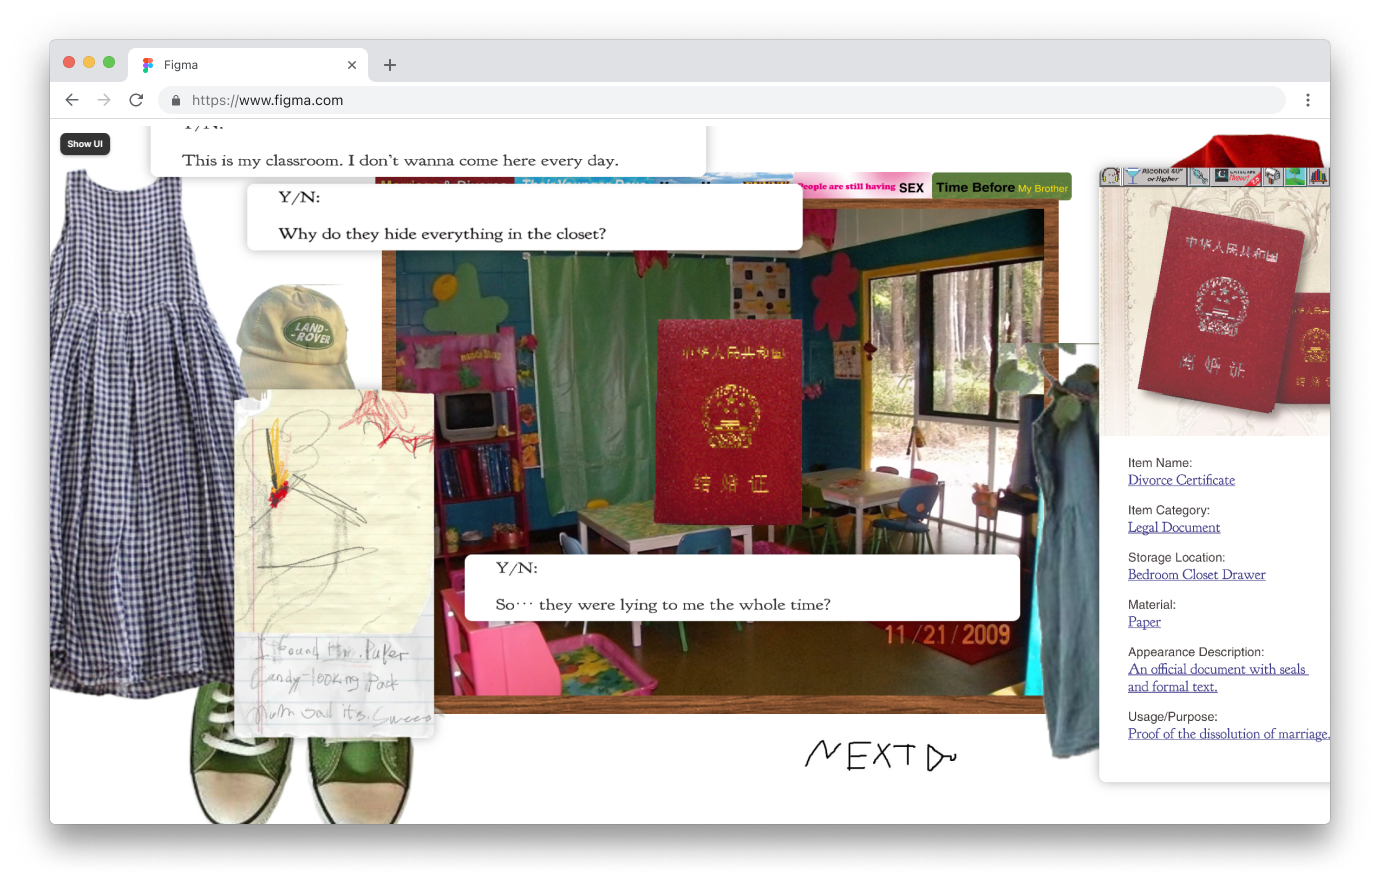 Figma
https://www.figma.com
Show UI
Y/N:
This is my classroom. I don't wanna come here every day.
Y/N:
Why do they hide everything in the closet?
People are still having SEX
Time Before My Brother
Alcohol 40°
or Higher
LAND-
-ROVER
中华人民共和国
结婚证
中华人民共和国
离婚证
Y/N:
So··· they were lying to me the whole time?
11/21/2009
I found
Candy-looking Pack
Mum said its
NEXT
Item Name:
Divorce Certificate
Item Category:
Legal Document
Storage Location:
Bedroom Closet Drawer
Material:
Paper
Appearance Description:
An official document with seals
and formal text.
Usage/Purpose:
Proof of the dissolution of marriage.